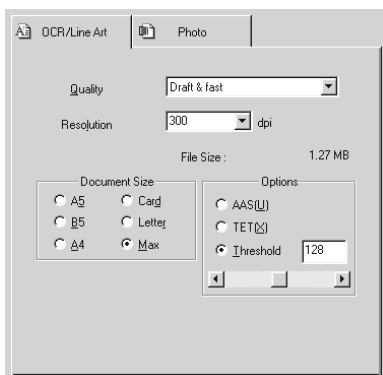 OCR/Line Art Photo
Quality Draft & fast
Resolution 300 dpi
File Size : 1.27 MB
Document Size Options
A5 Card AAS(U)
B5 Letter TET(X)
A4 Max Threshold 128